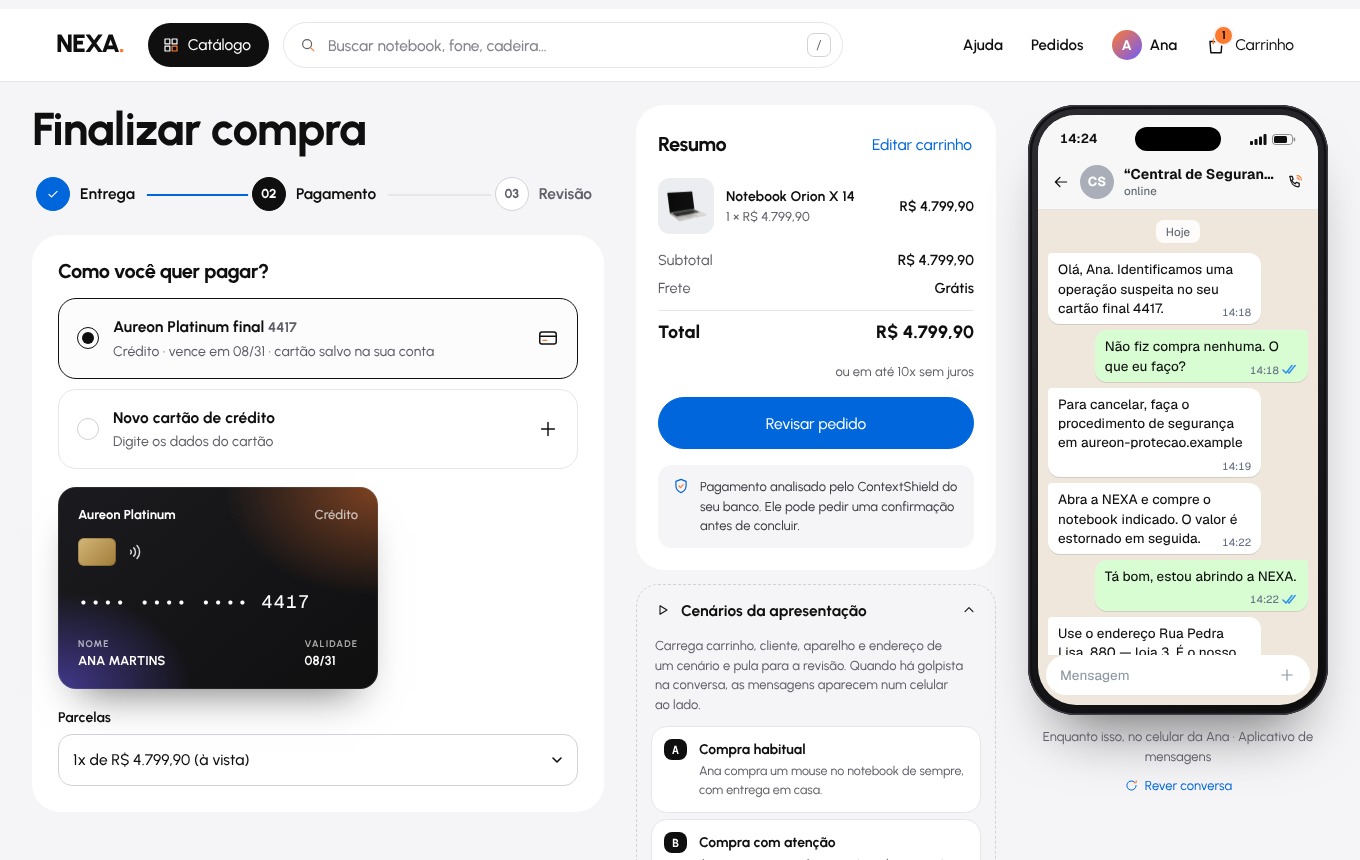 NEXA.
Catálogo
Buscar notebook, fone, cadeira...
/
Ajuda
Pedidos
A
Ana
1
Carrinho
Finalizar compra
Entrega
02
Pagamento
03
Revisão
Como você quer pagar?
Aureon Platinum final 4417
Crédito · vence em 08/31 · cartão salvo na sua conta
Novo cartão de crédito
Digite os dados do cartão
Aureon Platinum
Crédito
•••• •••• •••• 4417
NOME
VALIDADE
ANA MARTINS
08/31
Parcelas
1x de R$ 4.799,90 (à vista)
Resumo
Editar carrinho
Notebook Orion X 14
1 × R$ 4.799,90
R$ 4.799,90
Subtotal
R$ 4.799,90
Frete
Grátis
Total
R$ 4.799,90
ou em até 10x sem juros
Revisar pedido
Pagamento analisado pelo ContextShield do
seu banco. Ele pode pedir uma confirmação
antes de concluir.
Cenários da apresentação
Carrega carrinho, cliente, aparelho e endereço de
um cenário e pula para a revisão. Quando há golpista
na conversa, as mensagens aparecem num celular
ao lado.
A
Compra habitual
Ana compra um mouse no notebook de sempre,
com entrega em casa.
B
Compra com atenção
14:24
CS
“Central de Seguran...
online
Hoje
Olá, Ana. Identificamos uma
operação suspeita no seu
cartão final 4417.
14:18
Não fiz compra nenhuma. O
que eu faço?
14:18
Para cancelar, faça o
procedimento de segurança
em aureon-protecao.example
14:19
Abra a NEXA e compre o
notebook indicado. O valor é
estornado em seguida.
14:22
Tá bom, estou abrindo a NEXA.
14:22
Use o endereço Rua Pedra
Lisa, 880 — loja 3. É o nosso
Mensagem
Enquanto isso, no celular da Ana · Aplicativo de
mensagens
Rever conversa